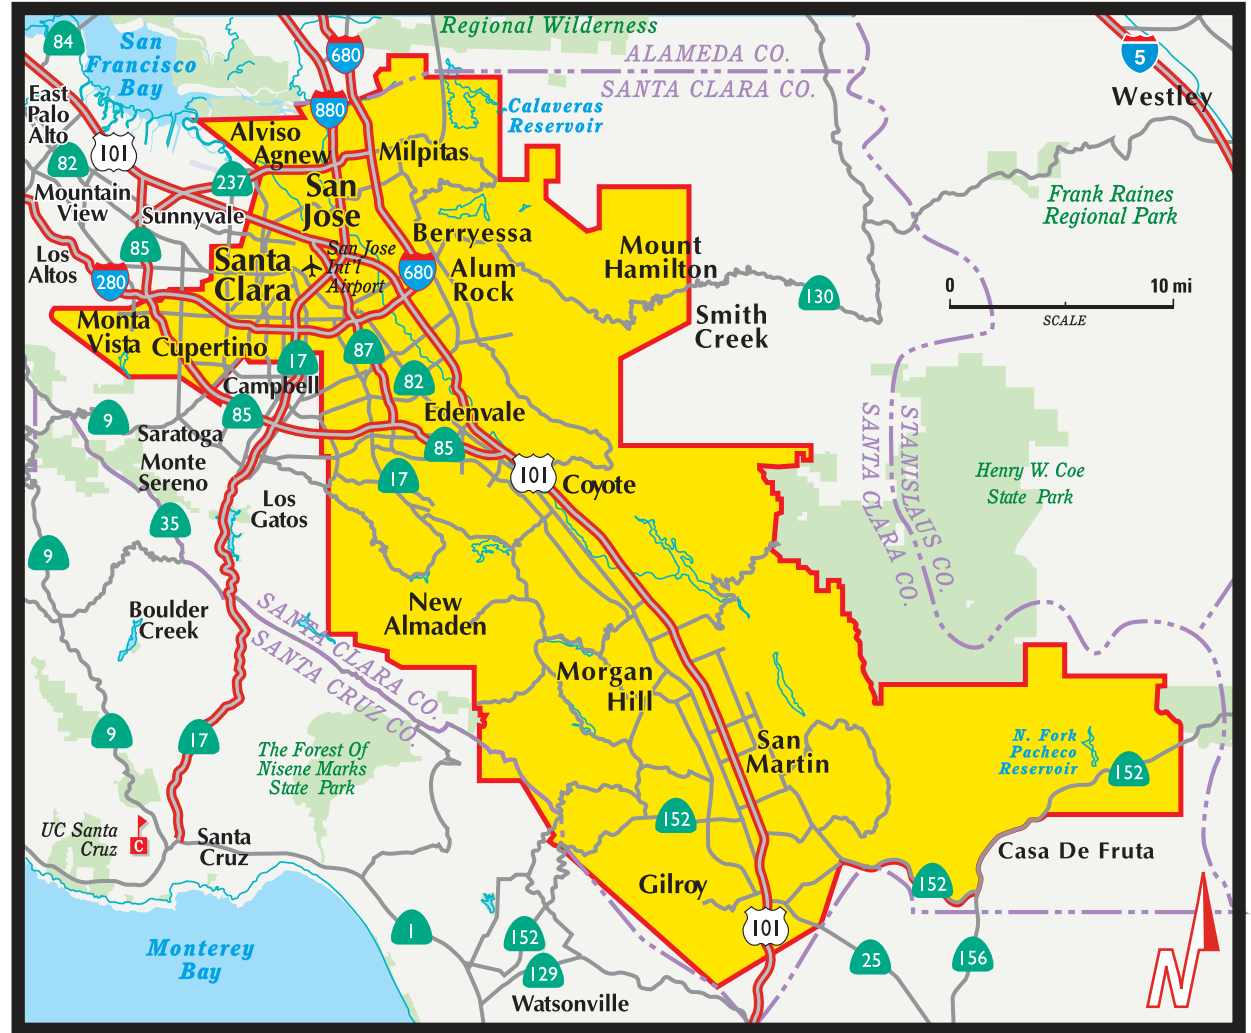 84
San
Francisco
Bay
680
Regional Wilderness
ALAMEDA CO.
SANTA CLARA CO.
5
Westley
East
Palo
Alto
101
880
Calaveras
Reservoir
Alviso
Agnew
Milpitas
82
237
Mountain
View
Sunnyvale
San
Jose
Frank Raines
Regional Park
85
Los
Altos
280
Santa
Clara
San Jose
Int'l
Airport
680
Berryessa
Alum
Rock
Mount
Hamilton
130
Smith
Creek
0
10 mi
SCALE
Monta
Vista
Cupertino
17
87
82
Campbell
85
9
Saratoga
Edenvale
85
Monte
Sereno
17
101
Coyote
SANTA CLARA CO.
STANISLAUS CO.
Henry W. Coe
State Park
Los
Gatos
35
9
Boulder
Creek
New
Almaden
SANTA CLARA CO.
SANTA CRUZ CO.
Morgan
Hill
9
17
The Forest Of
Nisene Marks
State Park
San
Martin
N. Fork
Pacheco
Reservoir
152
152
UC Santa
Cruz
C
Santa
Cruz
Casa De Fruta
Gilroy
152
101
1
152
129
25
156
Monterey
Bay
Watsonville
N